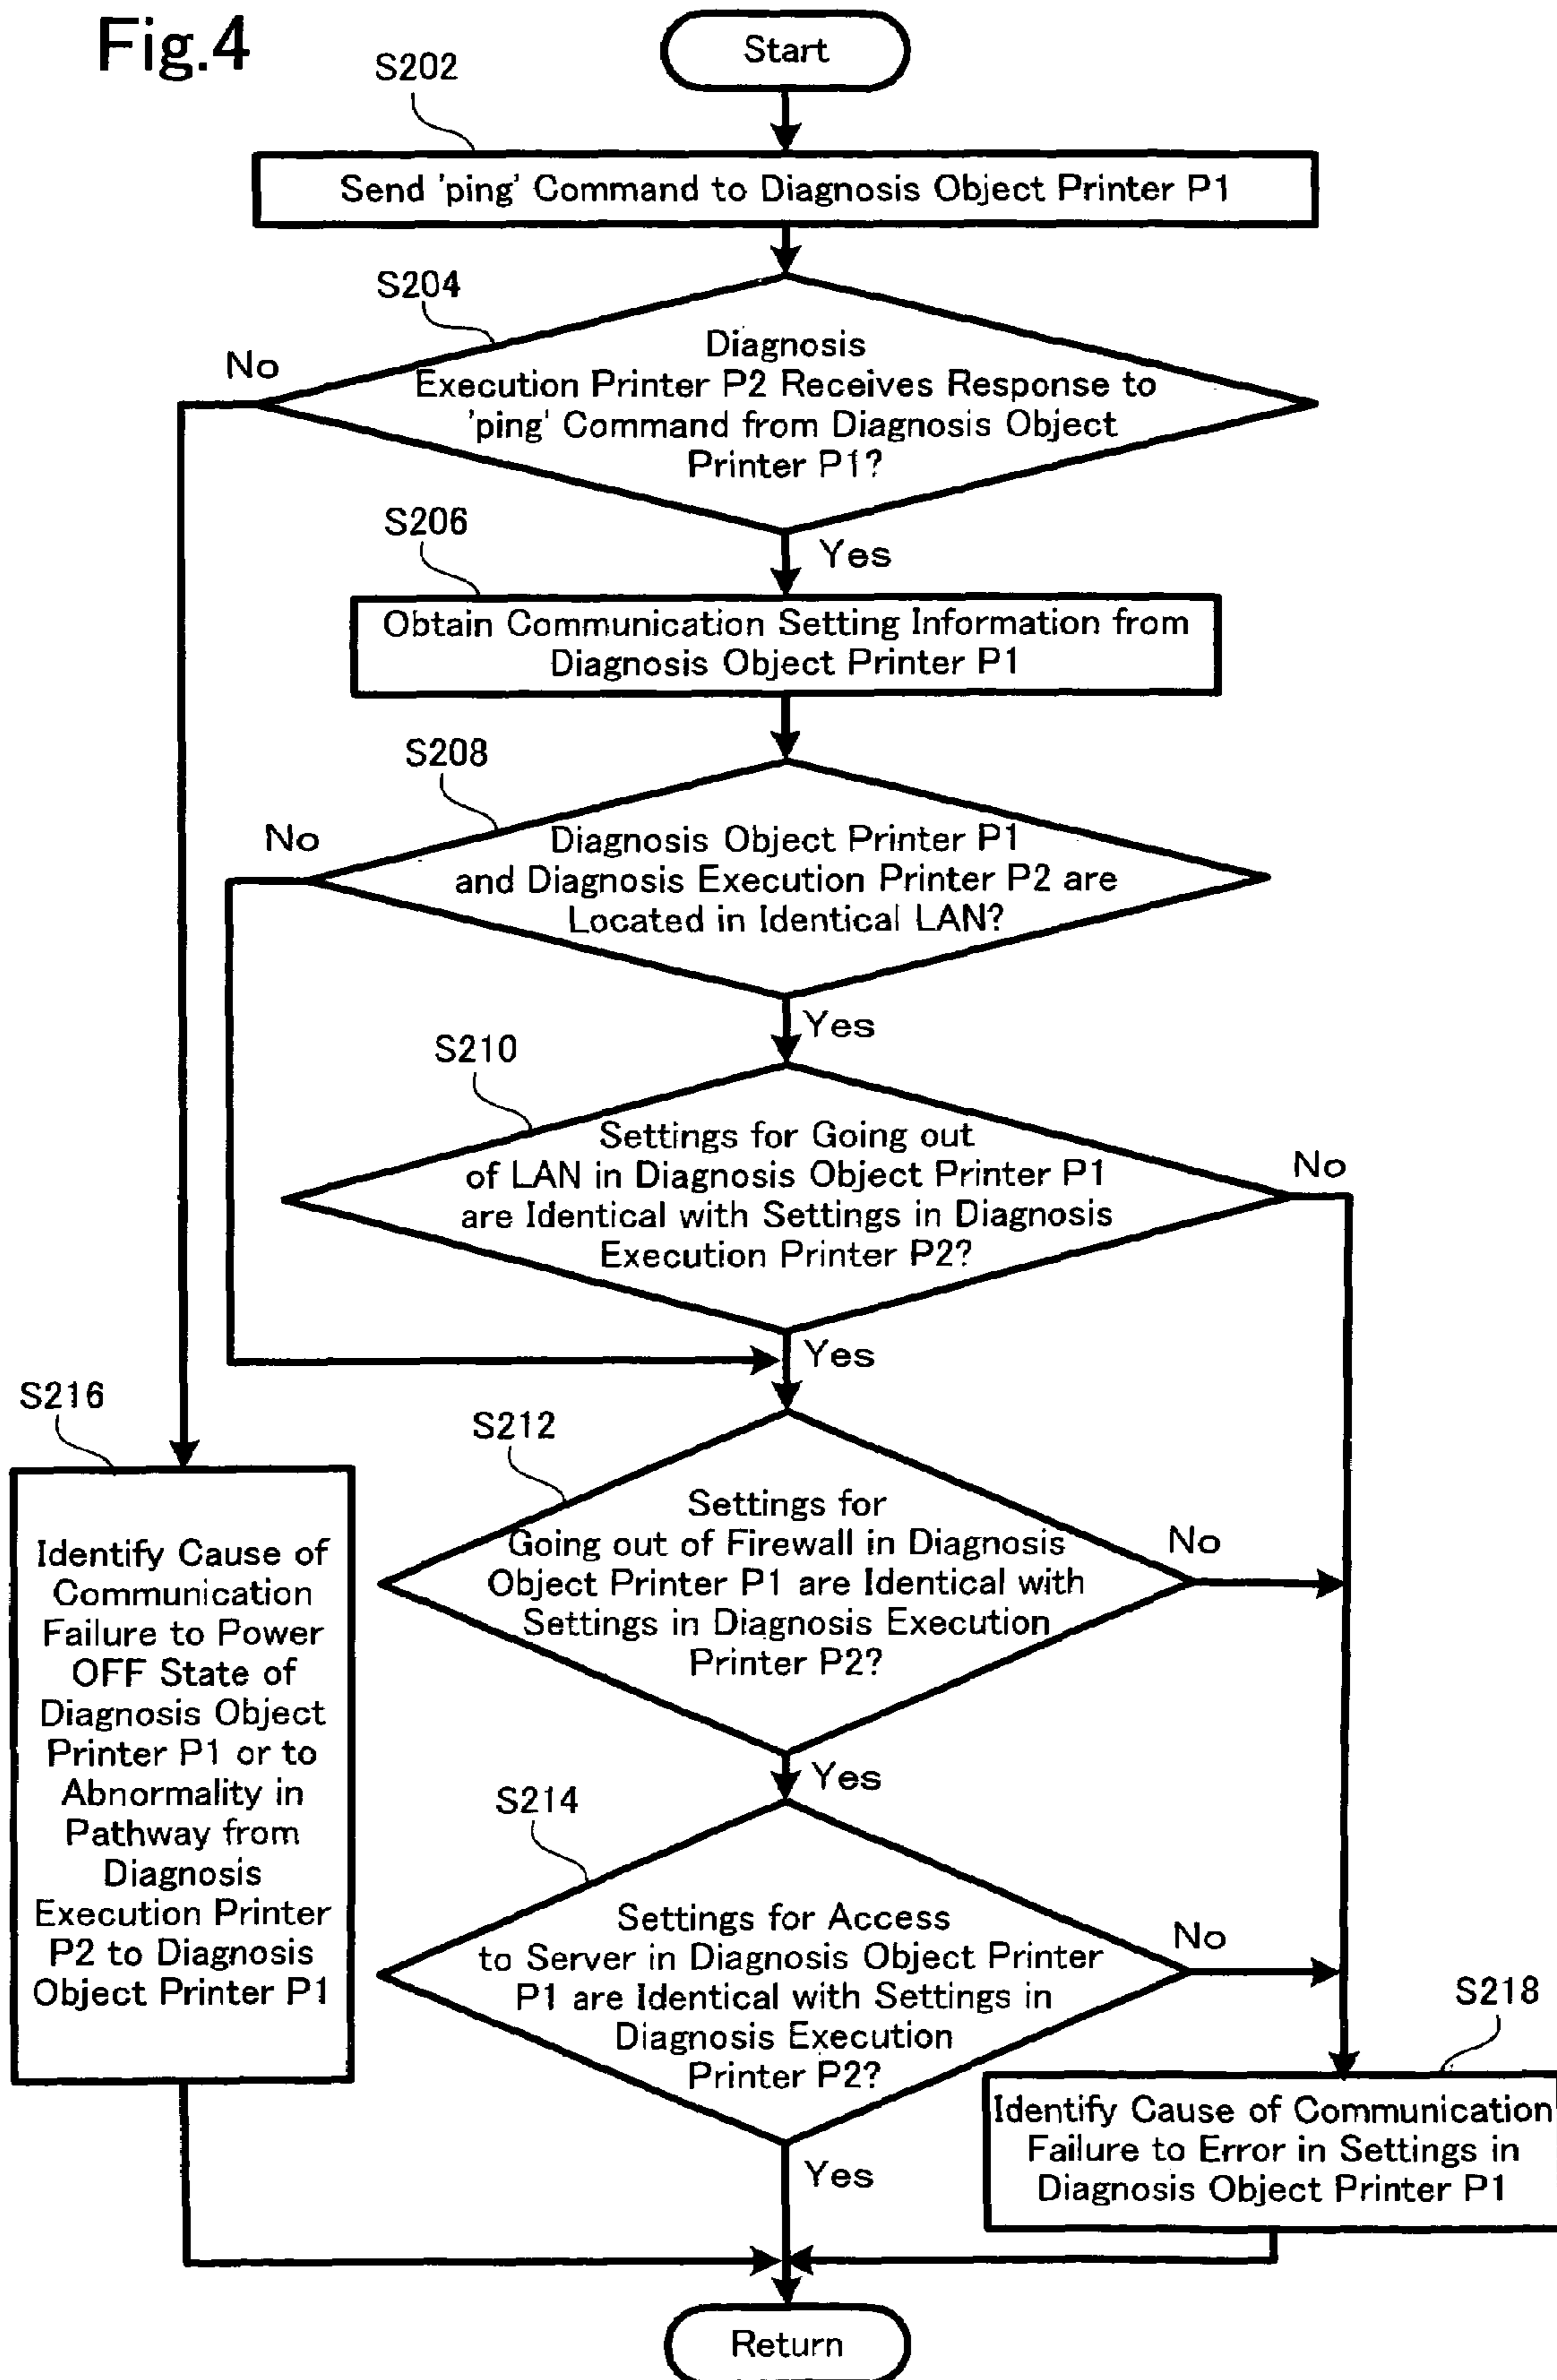 Fig.4
Start
S202
Send 'ping' Command to Diagnosis Object Printer P1
S204
Diagnosis
Execution Printer P2 Receives Response to
'ping' Command from Diagnosis Object
Printer P1?
No
Yes
S206
Obtain Communication Setting Information from
Diagnosis Object Printer P1
S208
Diagnosis Object Printer P1
and Diagnosis Execution Printer P2 are
Located in Identical LAN?
No
Yes
S210
Settings for Going out
of LAN in Diagnosis Object Printer P1
are Identical with Settings in Diagnosis
Execution Printer P2?
No
Yes
S212
Settings for
Going out of Firewall in Diagnosis
Object Printer P1 are Identical with
Settings in Diagnosis Execution
Printer P2?
No
Yes
S214
Settings for Access
to Server in Diagnosis Object Printer
P1 are Identical with Settings in
Diagnosis Execution
Printer P2?
No
Yes
S216
Identify Cause of
Communication
Failure to Power
OFF State of
Diagnosis Object
Printer P1 or to
Abnormality in
Pathway from
Diagnosis
Execution Printer
P2 to Diagnosis
Object Printer P1
S218
Identify Cause of Communication
Failure to Error in Settings in
Diagnosis Object Printer P1
Return